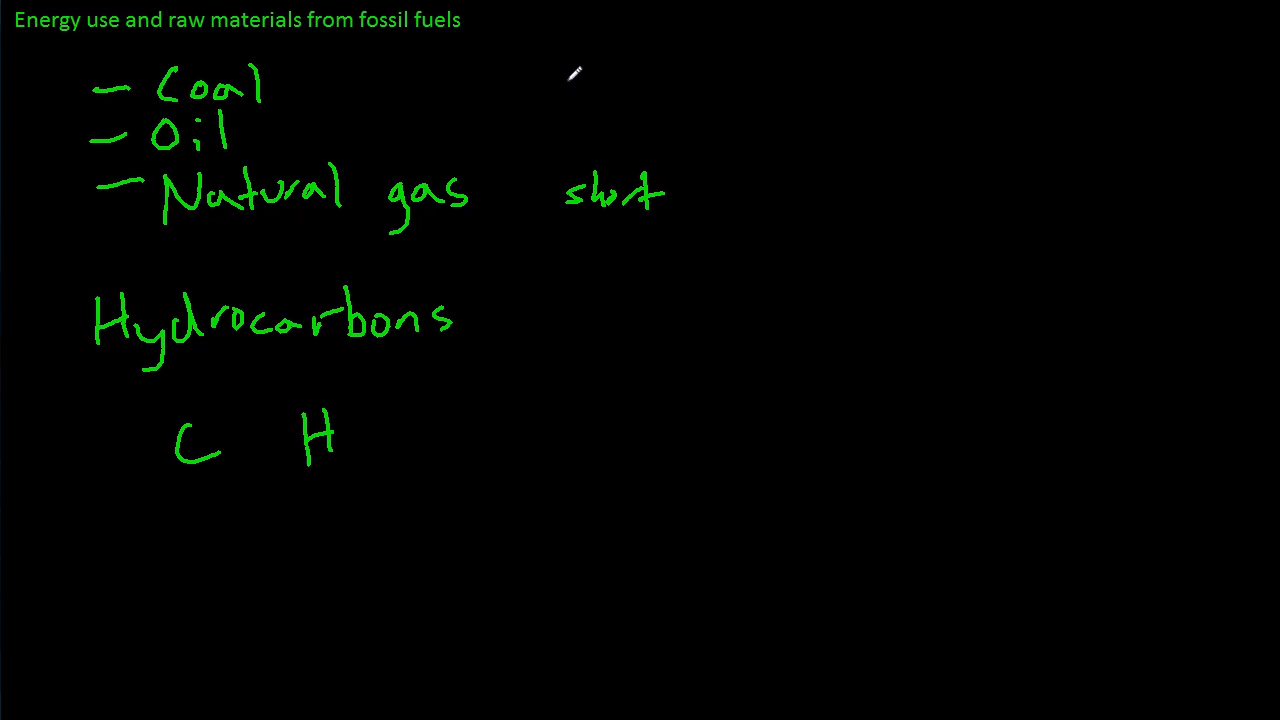 Energy use and raw materials from fossil fuels
– Coal
– Oil
– Natural gas short
Hydrocarbons
C H